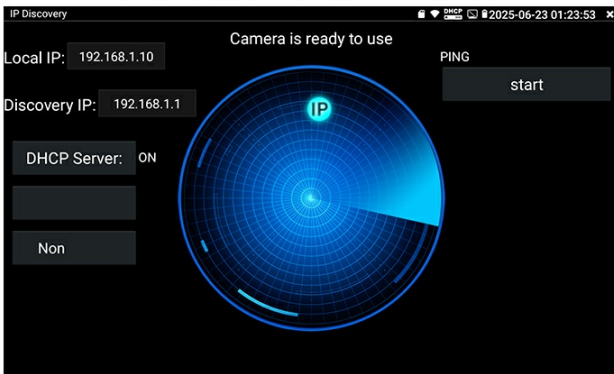 IP Discovery
DHCP 2025-06-23 01:23:53
Camera is ready to use
Local IP: 192.168.1.10
PING
start
Discovery IP: 192.168.1.1
IP
DHCP Server: ON
Non